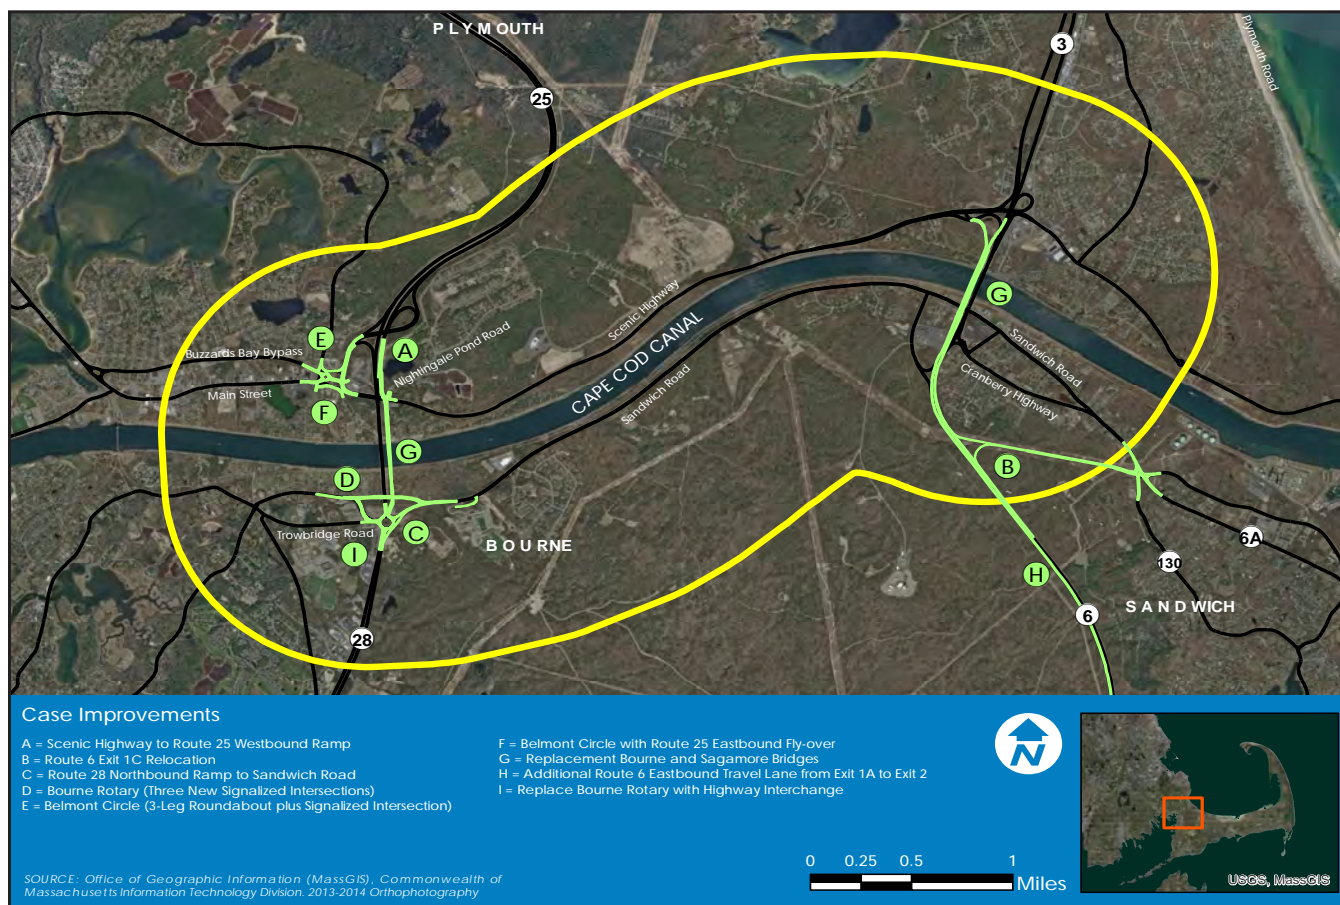 PLYMOUTH
3
Plymouth Road
25
G
Scenic Highway
E
A
Buzzards Bay Bypass
Nightingale Pond Road
CAPE COD CANAL
Sandwich Road
Main Street
F
Sandwich Road
Cranberry Highway
G
D
B
Trowbridge Road
C
I
BOURNE
6A
130
H
SANDWICH
6
28
Case Improvements
A = Scenic Highway to Route 25 Westbound Ramp
B = Route 6 Exit 1C Relocation
C = Route 28 Northbound Ramp to Sandwich Road
D = Bourne Rotary (Three New Signalized Intersections)
E = Belmont Circle (3-Leg Roundabout plus Signalized Intersection)
F = Belmont Circle with Route 25 Eastbound Fly-over
G = Replacement Bourne and Sagamore Bridges
H = Additional Route 6 Eastbound Travel Lane from Exit 1A to Exit 2
I = Replace Bourne Rotary with Highway Interchange
N
SOURCE: Office of Geographic Information (MassGIS), Commonwealth of
Massachusetts Information Technology Division. 2013-2014 Orthophotography
0 0.25 0.5 1
Miles
USGS, MassGIS